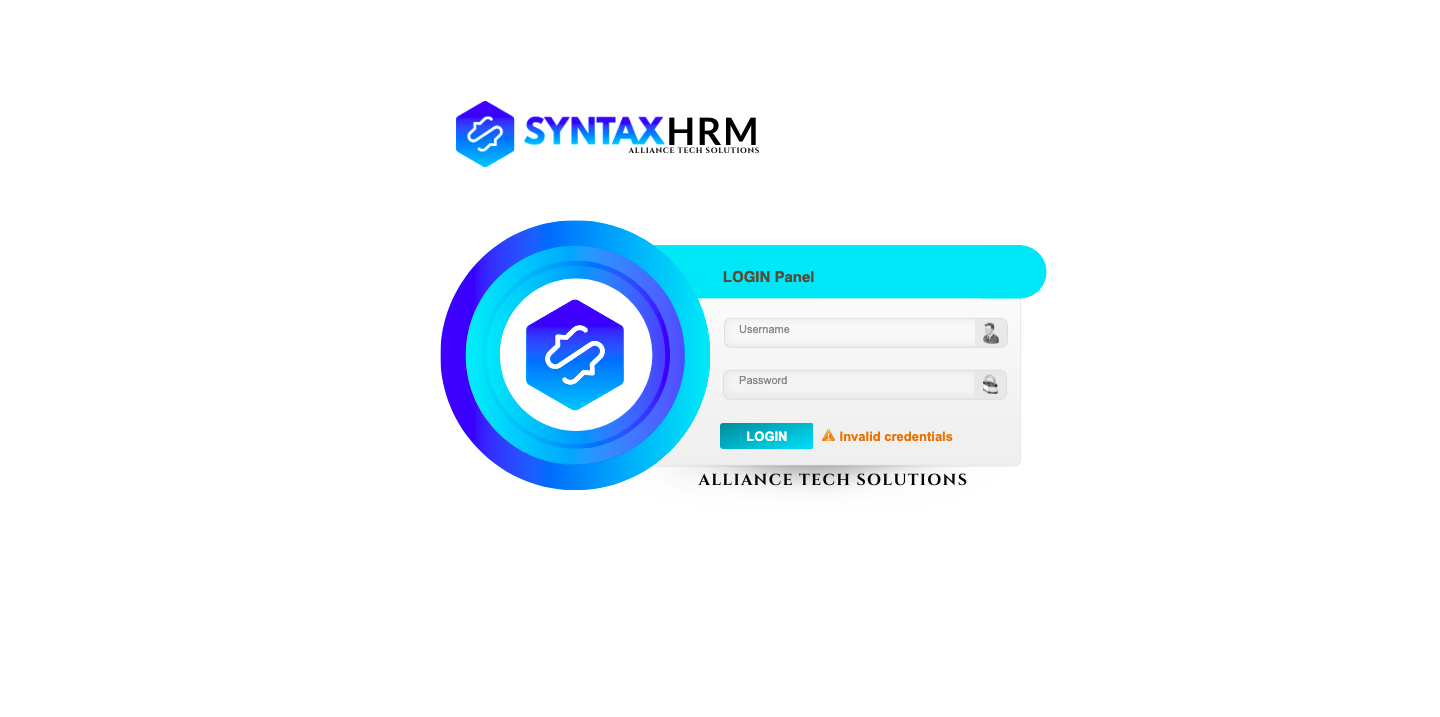 SYNTAXHRM
ALLIANCE TECH SOLUTIONS
LOGIN Panel
Username
Password
LOGIN Invalid credentials
ALLIANCE TECH SOLUTIONS